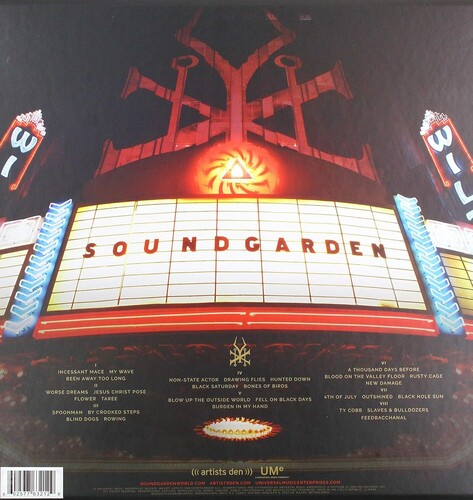 WI
WIL
SOUNDGARDEN
I
INCESSANT MACE MY WAVE
BEEN AWAY TOO LONG
II
WORSE DREAMS JESUS CHRIST POSE
FLOWER TAREE
III
SPOONMAN BY CROOKED STEPS
BLIND DOGS ROWING
IV
NON-STATE ACTOR DRAWING FLIES HUNTED DOWN
BLACK SATURDAY BONES OF BIRDS
V
BLOW UP THE OUTSIDE WORLD FELL ON BLACK DAYS
BURDEN IN MY HAND
VI
A THOUSAND DAYS BEFORE
BLOOD ON THE VALLEY FLOOR RUSTY CAGE
NEW DAMAGE
VII
4TH OF JULY OUTSHINED BLACK HOLE SUN
VIII
TY COBB SLAVES & BULLDOZERS
FEEDBACCHANAL
((( artists den ))) UMe
SOUNDGARDENWORLD.COM ARTISTSDEN.COM UNIVERSALMUSICENTERPRISES.COM